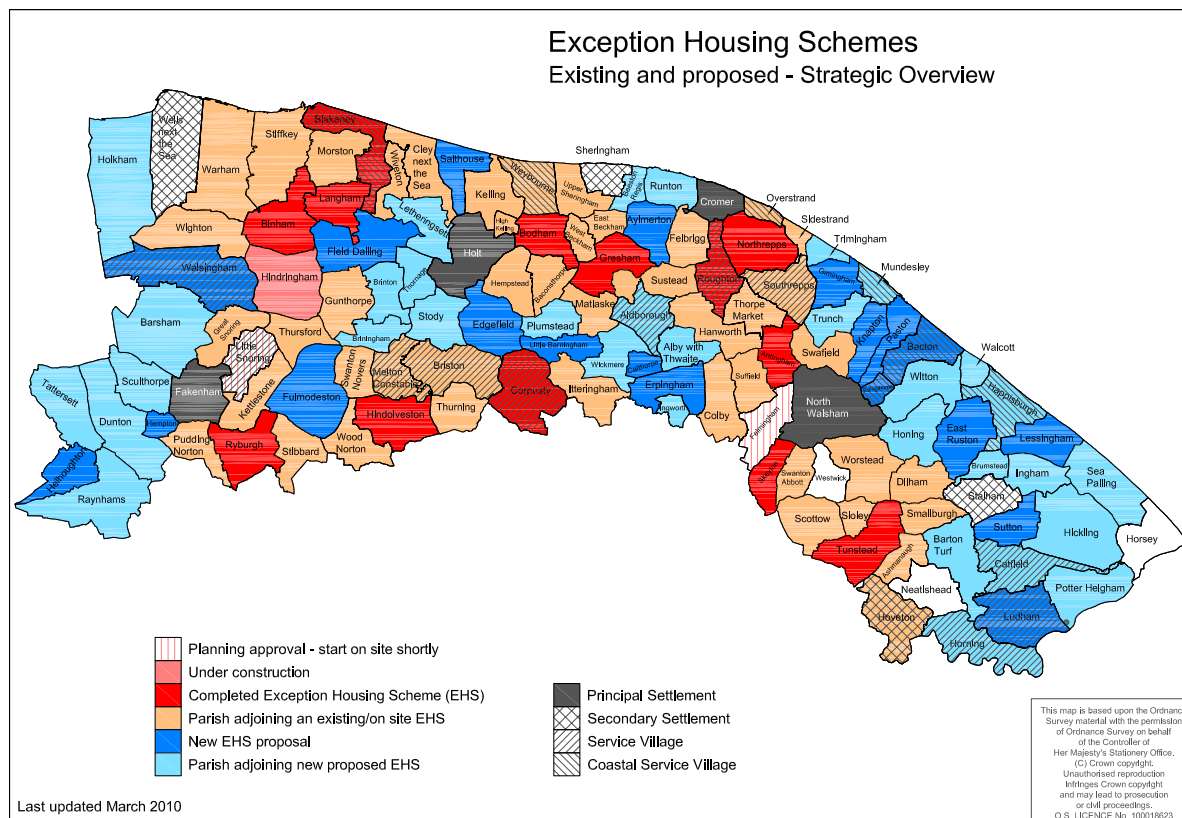 Exception Housing Schemes
Existing and proposed - Strategic Overview
Blakeney
Wells
next
the
Sea
Stiffkey
Morston
Cley
next
the
Sea
Wiveton
Salthouse
Sheringham
Holkham
Warham
Kelling
Weybourne
Upper
Sheringham
Beeston
Regis
Runton
Cromer
Overstrand
Langham
Letheringsett
High
Kelling
East
Beckham
Aylmerton
Sidestrand
Wighton
Binham
Bodham
West
Beckham
Felbrigg
Northrepps
Trimingham
Field Dalling
Holt
Gresham
Mundesley
Walsingham
Hindringham
Thornage
Brinton
Hempstead
Baconsthorpe
Sustead
Roughton
Southrepps
Gimingham
Gunthorpe
Matlaske
Thorpe
Market
Barsham
Great
Snoring
Thursford
Stody
Edgefield
Plumstead
Aldborough
Hanworth
Trunch
Knapton
Paston
Bacton
Briningham
Little Barningham
Alby with
Thwaite
Antingham
Swafield
Walcott
Little
Snoring
Swanton
Novers
Melton
Constable
Briston
Wickmere
Calthorpe
Suffield
Witton
Happisburgh
Tattersett
Sculthorpe
Fakenham
Kettlestone
Fulmodeston
Corpusty
Itteringham
Erpingham
North
Walsham
Dunton
Hempton
Hindolveston
Thurning
Ingworth
Colby
Felmingham
Honing
East
Ruston
Lessingham
Pudding
Norton
Ryburgh
Stibbard
Wood
Norton
Worstead
Brumstead
Ingham
Sea
Palling
Helhoughton
Raynhams
Skeyton
Swanton
Abbott
Westwick
Dilham
Stalham
Scottow
Sloley
Smallburgh
Sutton
Hickling
Horsey
Tunstead
Ashmanaugh
Barton
Turf
Catfield
Neatishead
Potter Heigham
Hoveton
Ludham
Horning
Planning approval - start on site shortly
Under construction
Completed Exception Housing Scheme (EHS)
Parish adjoining an existing/on site EHS
New EHS proposal
Parish adjoining new proposed EHS
Principal Settlement
Secondary Settlement
Service Village
Coastal Service Village
Last updated March 2010
This map is based upon the Ordnance
Survey material with the permission
of Ordnance Survey on behalf
of the Controller of
Her Majesty's Stationery Office.
(C) Crown copyright.
Unauthorised reproduction
infringes Crown copyright
and may lead to prosecution
or civil proceedings.
O.S. LICENCE No. 100018623